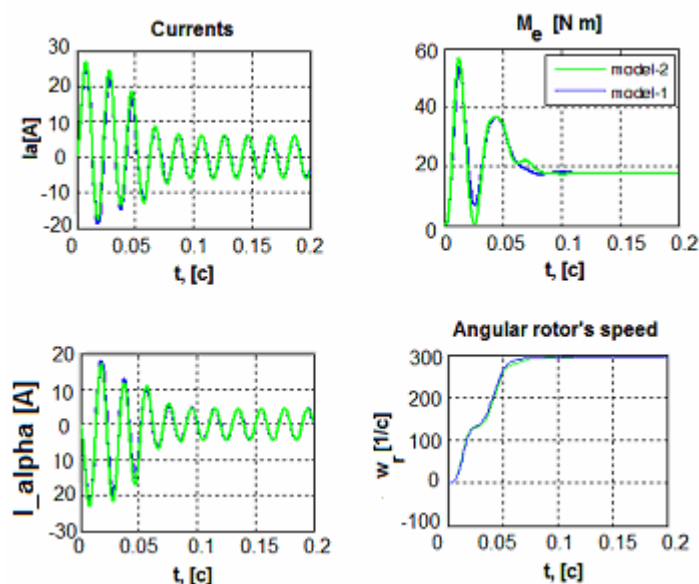 Currents
30
20
10
0
-10
-20
Ia[A]
0 0.05 0.1 0.15 0.2
t, [c]
M_e [N m]
60
40
20
0
model-2
model-1
0 0.05 0.1 0.15 0.2
t, [c]
20
10
0
-10
-20
-30
I_alpha [A]
0 0.05 0.1 0.15 0.2
t, [c]
Angular rotor's speed
300
200
100
0
-100
w_r [1/c]
0 0.05 0.1 0.15 0.2
t, [c]